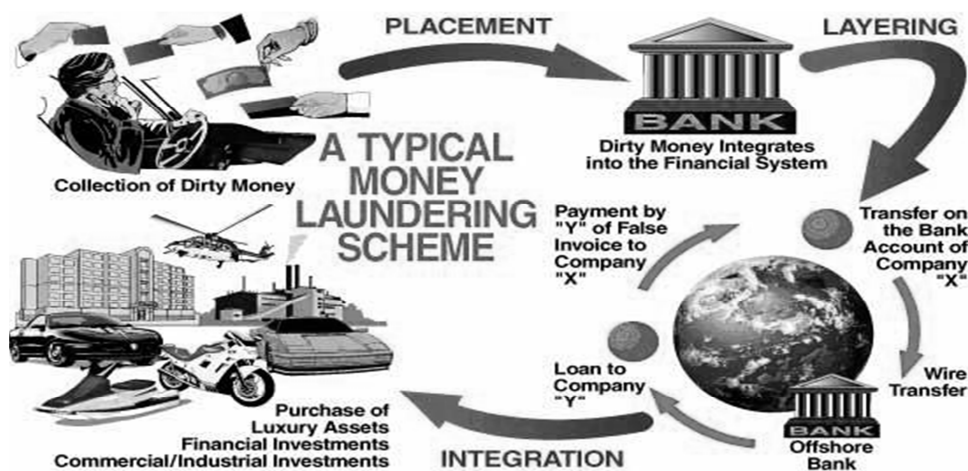 PLACEMENT
LAYERING
BANK
Dirty Money Integrates
into the Financial System
Collection of Dirty Money
A TYPICAL
MONEY
LAUNDERING
SCHEME
Payment by
"Y" of False
Invoice to
Company
"X"
Transfer on
the Bank
Account of
Company
"X"
Loan to
Company
"Y"
Wire
Transfer
BANK
Offshore
Bank
Purchase of
Luxury Assets
Financial Investments
Commercial/Industrial Investments
INTEGRATION